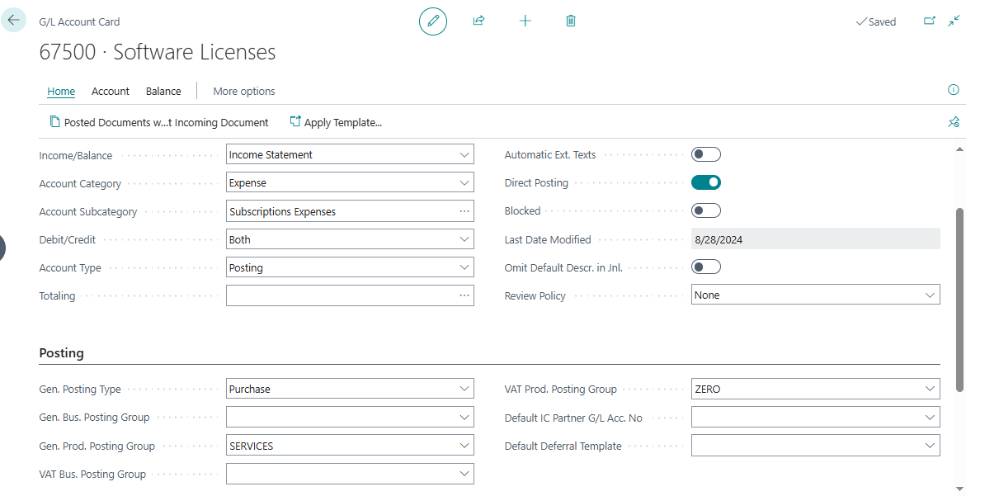 G/L Account Card
Saved
67500 · Software Licenses
Home Account Balance More options
Posted Documents w...t Incoming Document Apply Template...
Income/Balance Income Statement
Account Category Expense
Account Subcategory Subscriptions Expenses ...
Debit/Credit Both
Account Type Posting
Totaling ...
Automatic Ext. Texts
Direct Posting
Blocked
Last Date Modified 8/28/2024
Omit Default Descr. in Jnl.
Review Policy None
Posting
Gen. Posting Type Purchase
Gen. Bus. Posting Group
Gen. Prod. Posting Group SERVICES
VAT Bus. Posting Group
VAT Prod. Posting Group ZERO
Default IC Partner G/L Acc. No
Default Deferral Template